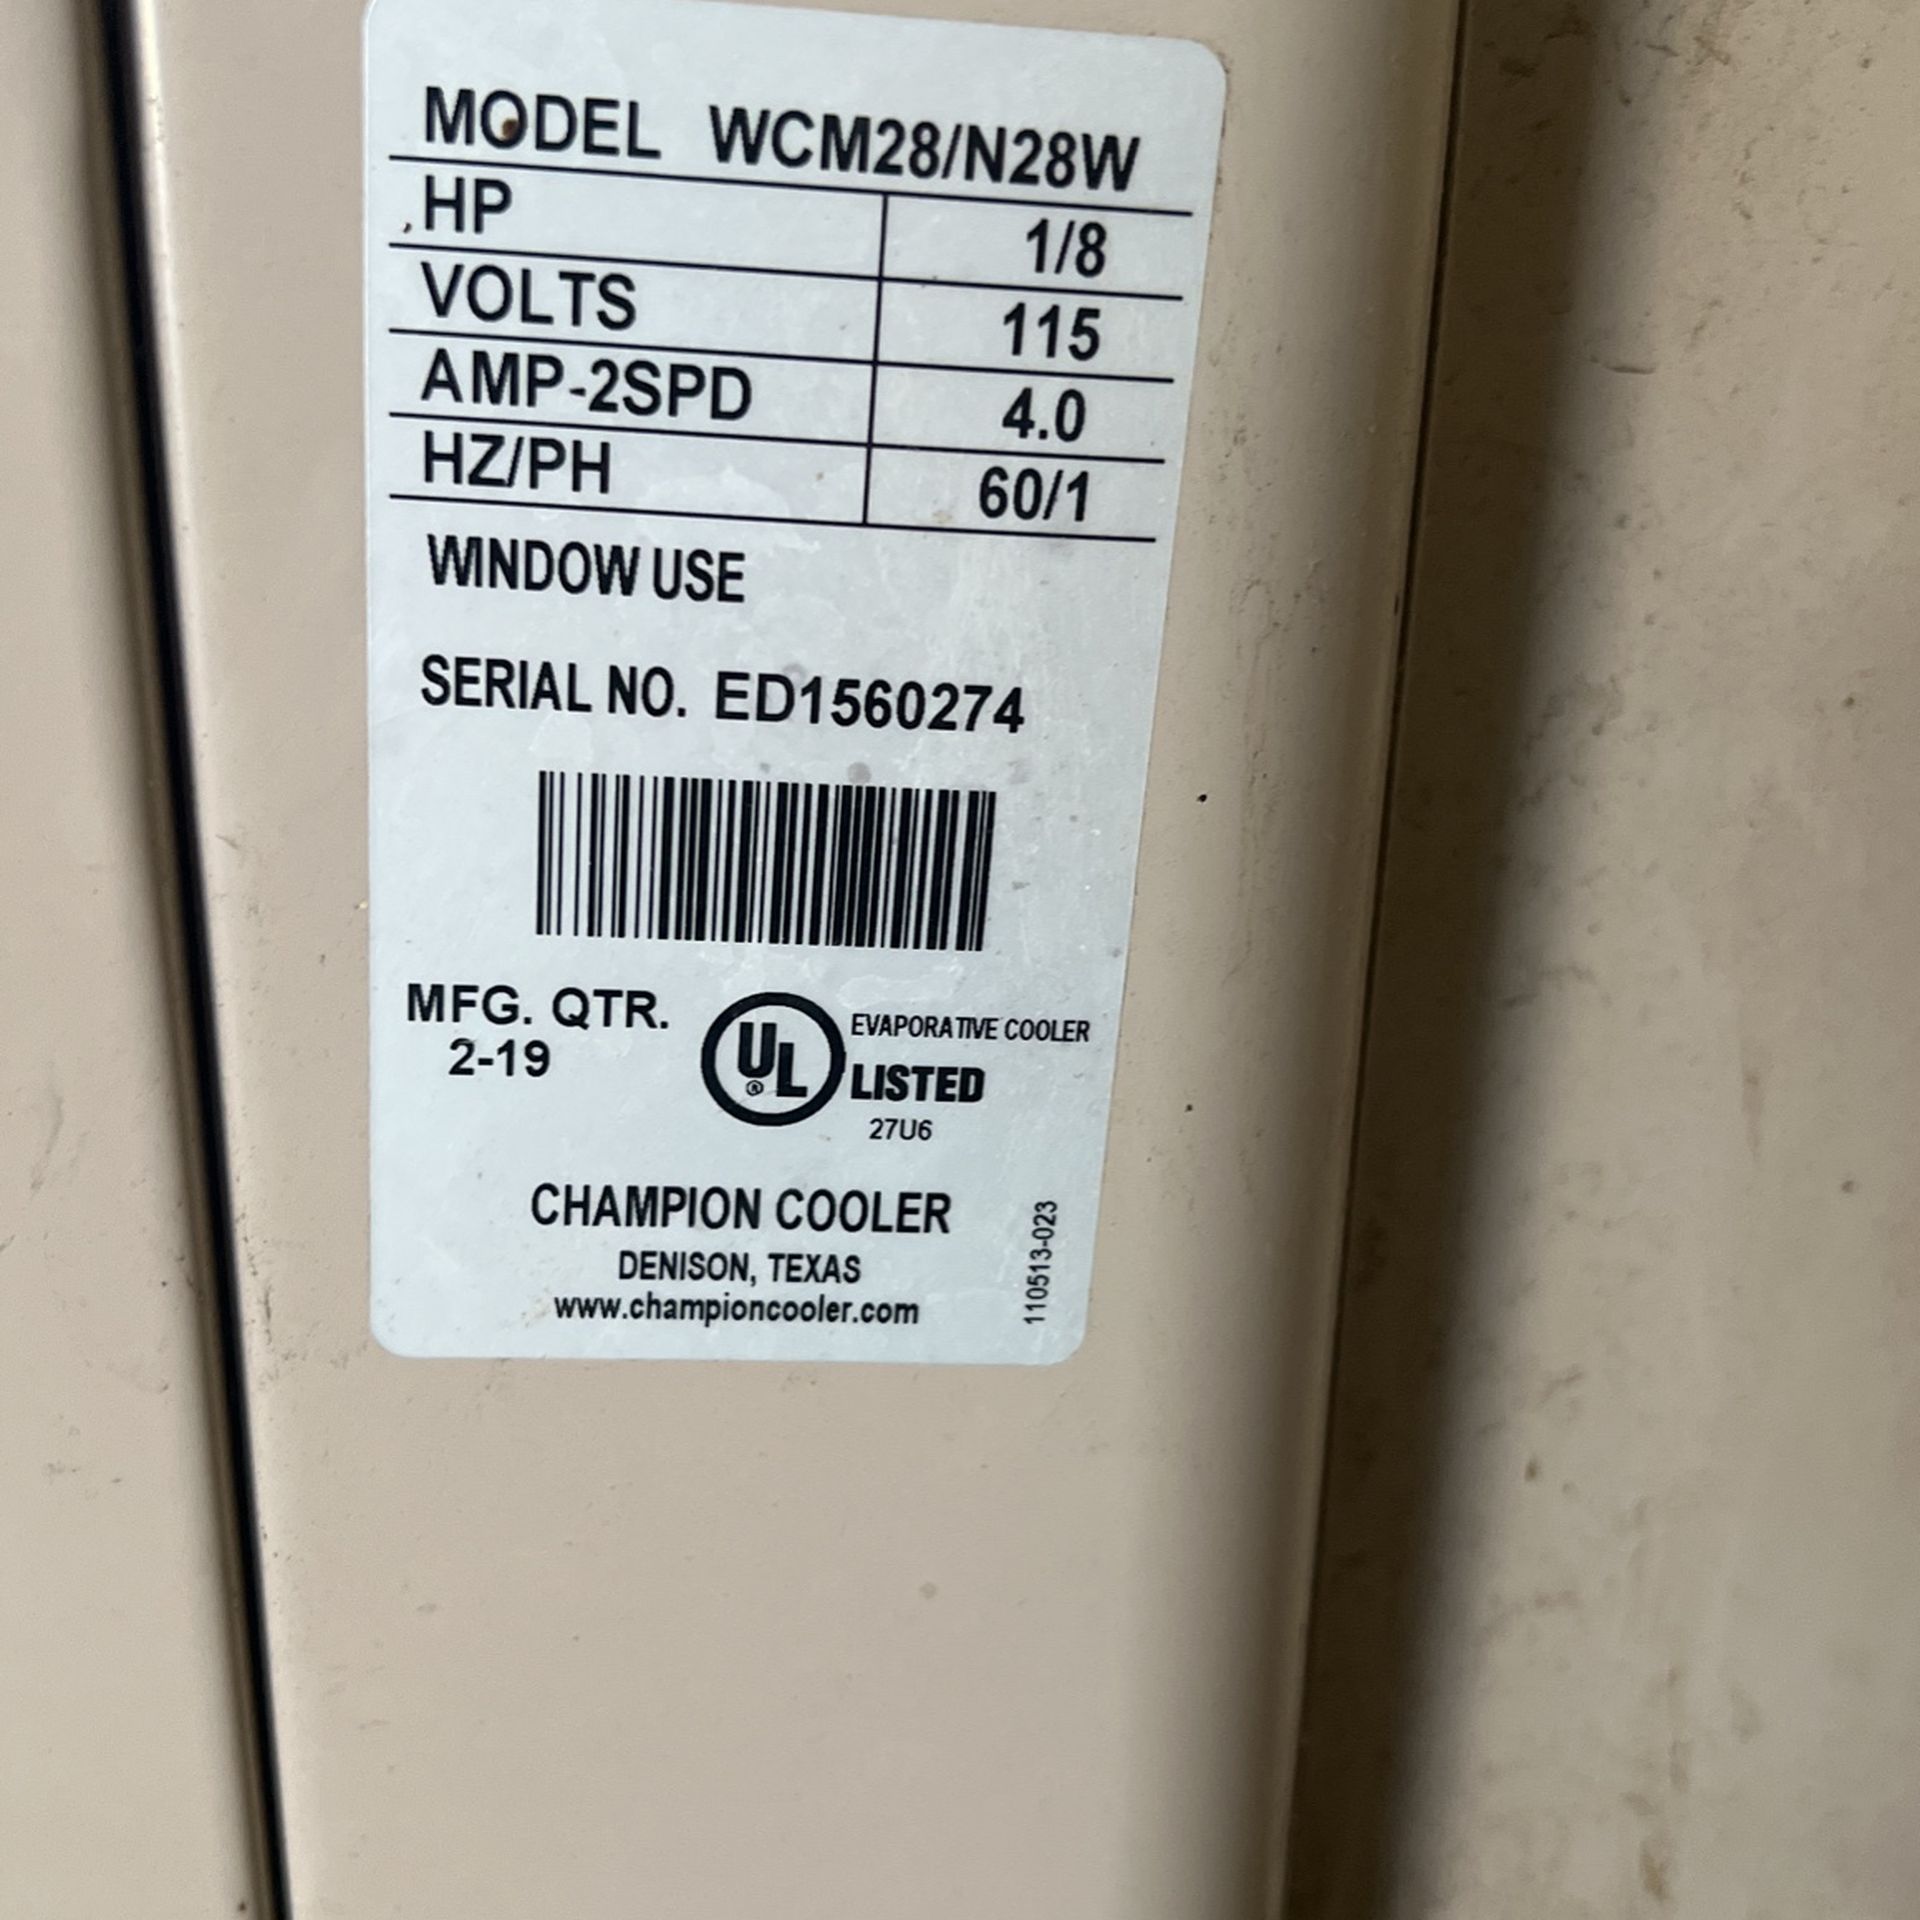 MODEL WCM28/N28W
HP 1/8
VOLTS 115
AMP-2SPD 4.0
HZ/PH 60/1
WINDOW USE
SERIAL NO. ED1560274
MFG. QTR.
2-19
UL ®
EVAPORATIVE COOLER
LISTED
27U6
CHAMPION COOLER
DENISON, TEXAS
www.championcooler.com
110513-023